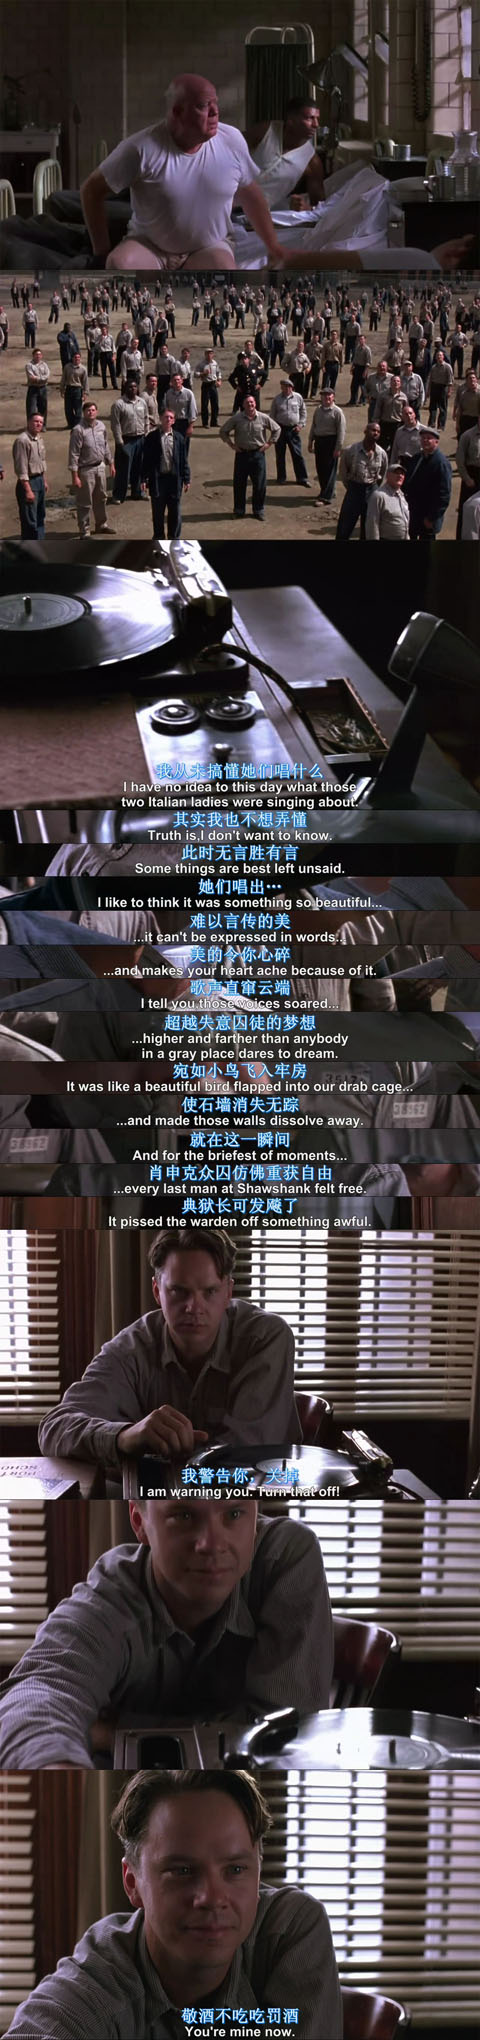 我从未搞懂她们唱什么
I have no idea to this day what those
two Italian ladies were singing about.
其实我也不想弄懂
Truth is,I don't want to know.
此时无言胜有言
Some things are best left unsaid.
她们唱出…
I like to think it was something so beautiful...
难以言传的美
...it can't be expressed in words...
美的令你心碎
...and makes your heart ache because of it.
歌声直窜云端
I tell you,those voices soared...
超越失意囚徒的梦想
...higher and farther than anybody
in a gray place dares to dream.
宛如小鸟飞入牢房
It was like a beautiful bird flapped into our drab cage...
使石墙消失无踪
...and made those walls dissolve away.
就在这一瞬间
And for the briefest of moments...
肖申克众囚仿佛重获自由
...every last man at Shawshank felt free.
典狱长可发飚了
It pissed the warden off something awful.
我警告你，关掉
I am warning you. Turn that off!
敬酒不吃吃罚酒
You're mine now.